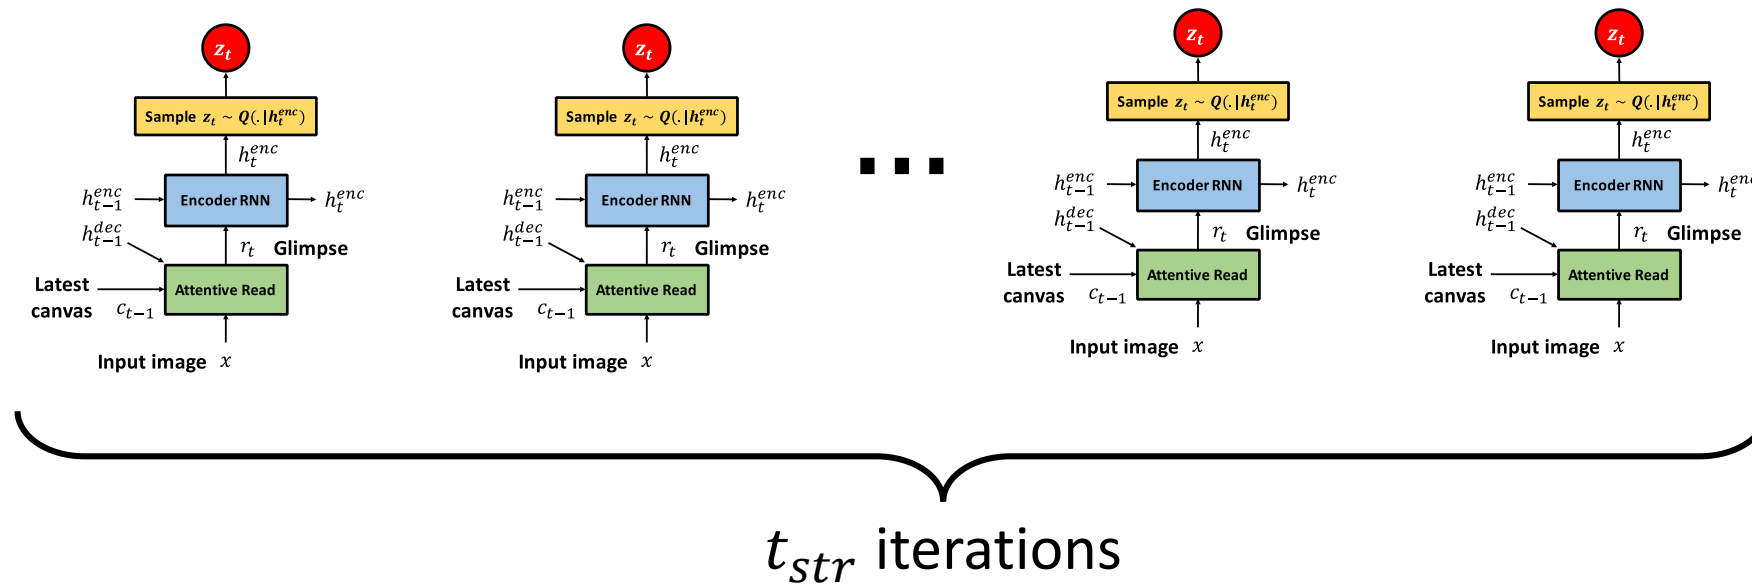 z_t
Sample z_t ~ Q(.|h_t^{enc})
h_t^{enc}
h_{t-1}^{enc}
Encoder RNN
h_t^{enc}
h_{t-1}^{dec}
r_t Glimpse
Latest
canvas
c_{t-1}
Attentive Read
Input image x
z_t
Sample z_t ~ Q(.|h_t^{enc})
h_t^{enc}
h_{t-1}^{enc}
Encoder RNN
h_t^{enc}
h_{t-1}^{dec}
r_t Glimpse
Latest
canvas
c_{t-1}
Attentive Read
Input image x
...
z_t
Sample z_t ~ Q(.|h_t^{enc})
h_t^{enc}
h_{t-1}^{enc}
Encoder RNN
h_t^{enc}
h_{t-1}^{dec}
r_t Glimpse
Latest
canvas
c_{t-1}
Attentive Read
Input image x
z_t
Sample z_t ~ Q(.|h_t^{enc})
h_t^{enc}
h_{t-1}^{enc}
Encoder RNN
h_t^{enc}
h_{t-1}^{dec}
r_t Glimpse
Latest
canvas
c_{t-1}
Attentive Read
Input image x
t_{str} iterations